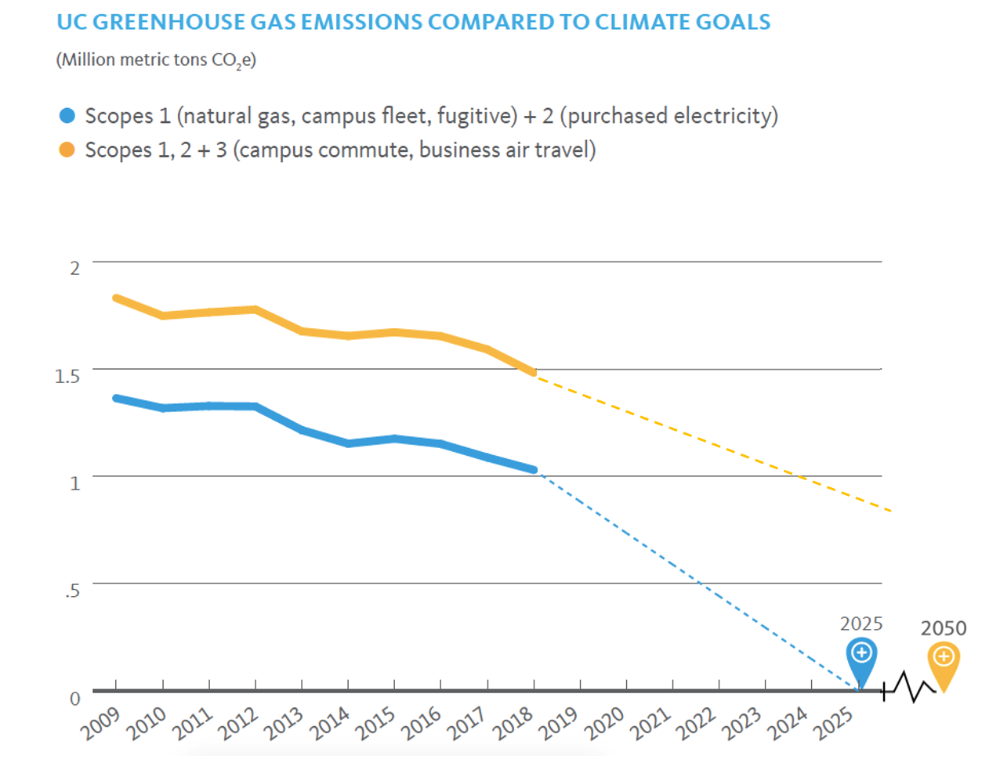 UC GREENHOUSE GAS EMISSIONS COMPARED TO CLIMATE GOALS
(Million metric tons CO₂e)
Scopes 1 (natural gas, campus fleet, fugitive) + 2 (purchased electricity)
Scopes 1, 2 + 3 (campus commute, business air travel)
2
1.5
1
.5
0
2025
2050
2009 2010 2011 2012 2013 2014 2015 2016 2017 2018 2019 2020 2021 2022 2023 2024 2025